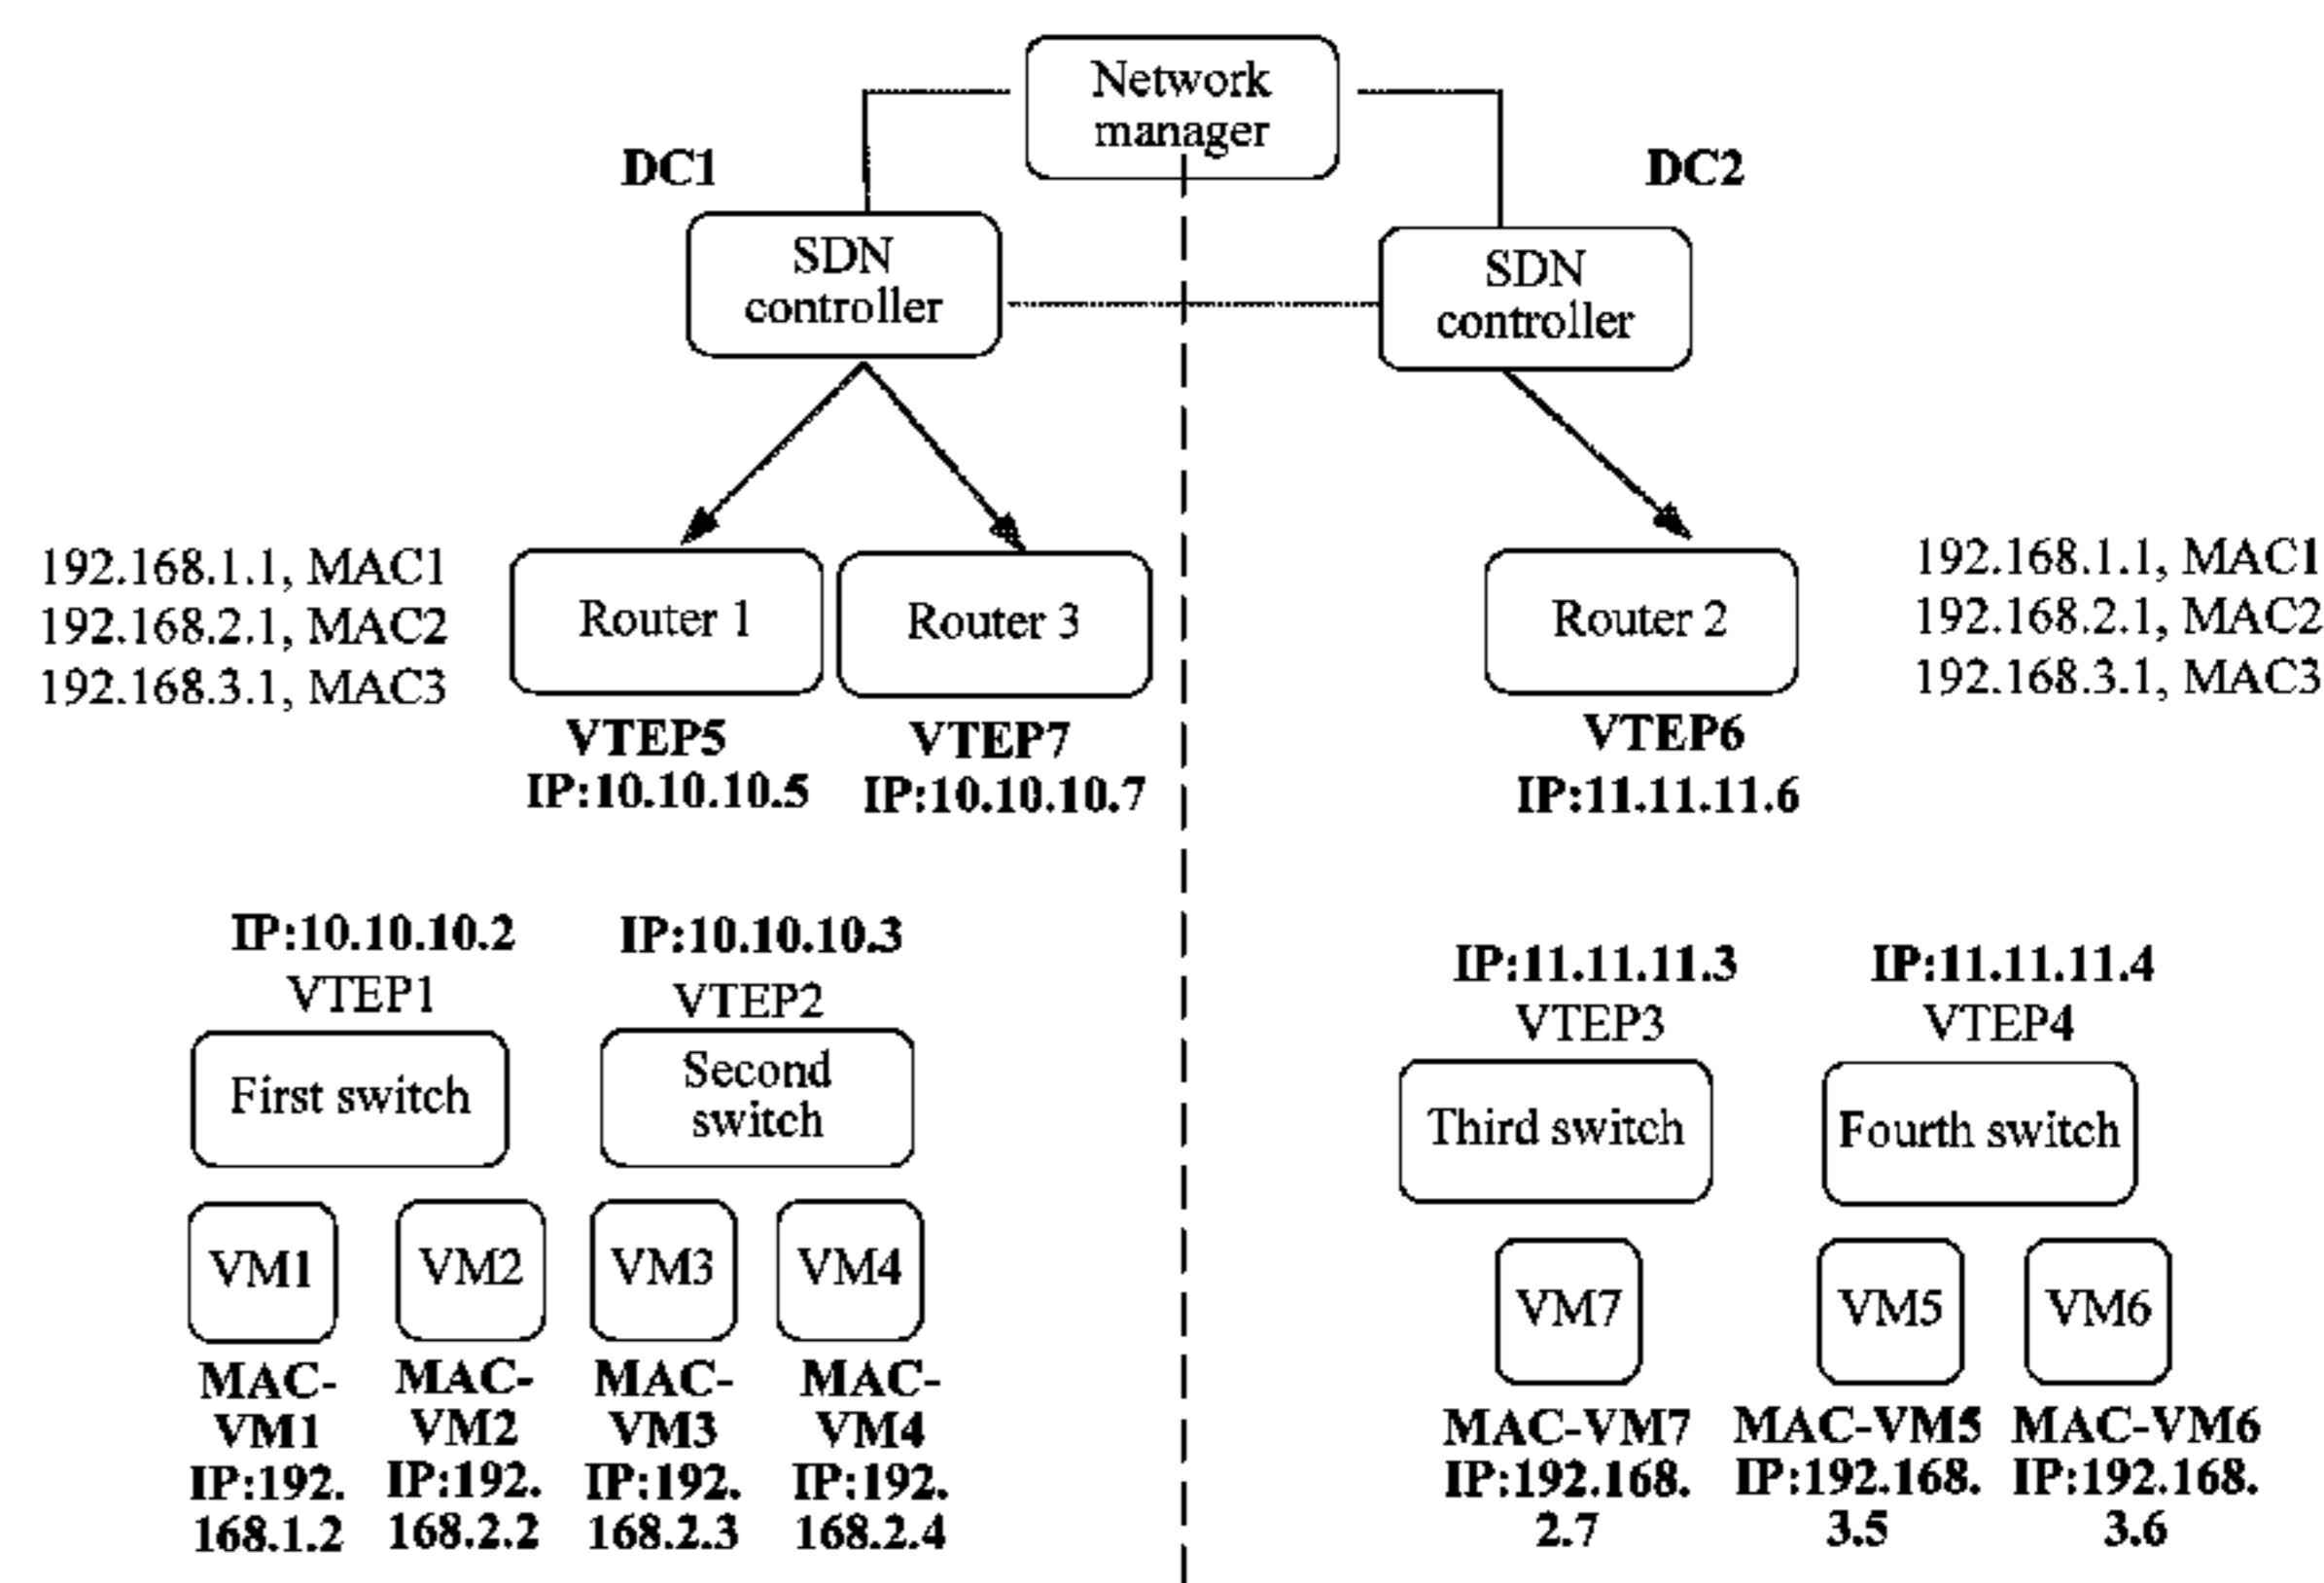 Network
manager
DC1
DC2
SDN
controller
SDN
controller
192.168.1.1, MAC1
192.168.2.1, MAC2
192.168.3.1, MAC3
Router 1
Router 3
Router 2
192.168.1.1, MAC1
192.168.2.1, MAC2
192.168.3.1, MAC3
VTEP5
IP:10.10.10.5
VTEP7
IP:10.10.10.7
VTEP6
IP:11.11.11.6
IP:10.10.10.2
VTEP1
IP:10.10.10.3
VTEP2
IP:11.11.11.3
VTEP3
IP:11.11.11.4
VTEP4
First switch
Second
switch
Third switch
Fourth switch
VM1
VM2
VM3
VM4
VM7
VM5
VM6
MAC-
VM1
IP:192.
168.1.2
MAC-
VM2
IP:192.
168.2.2
MAC-
VM3
IP:192.
168.2.3
MAC-
VM4
IP:192.
168.2.4
MAC-VM7
IP:192.168.
2.7
MAC-VM5
IP:192.168.
3.5
MAC-VM6
IP:192.168.
3.6